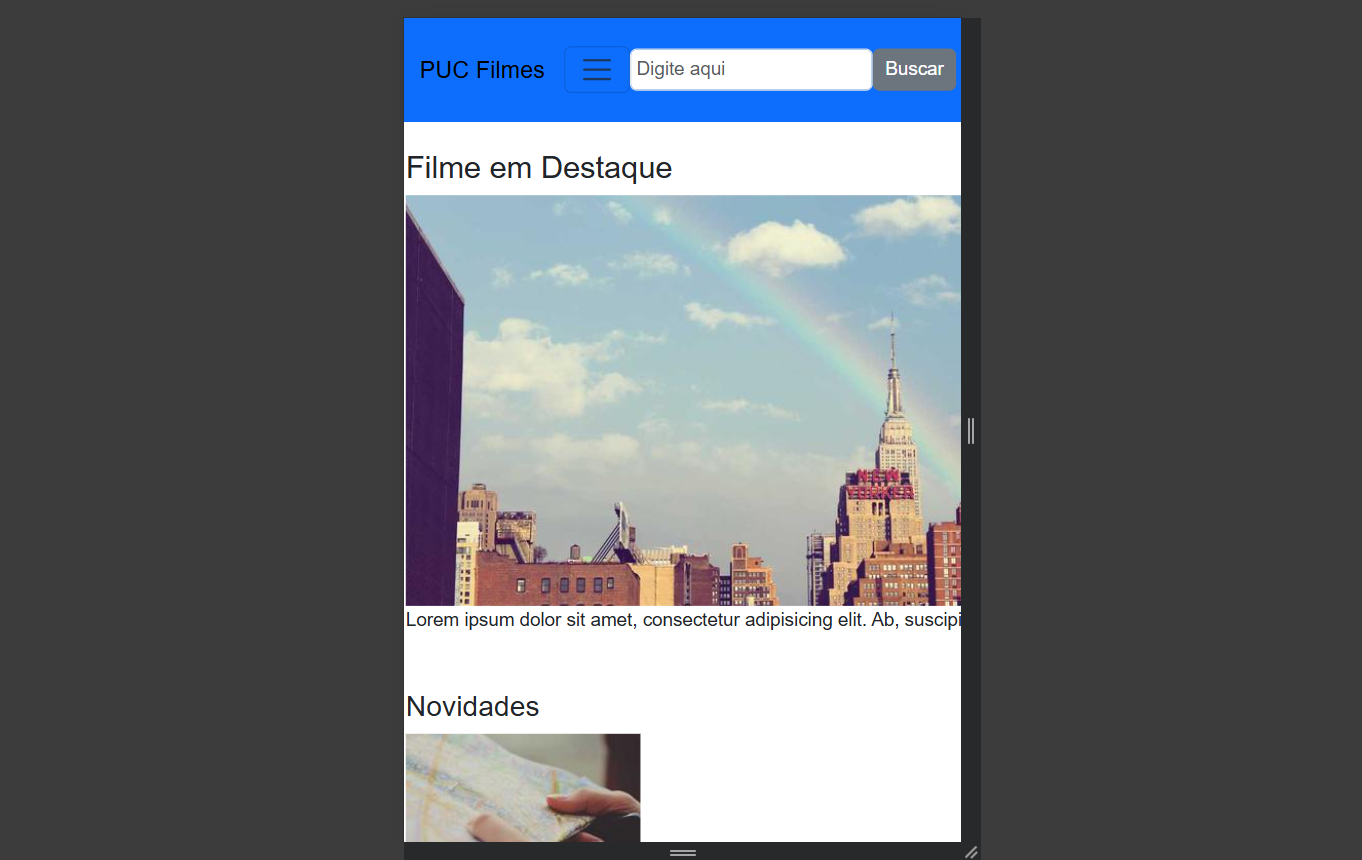 PUC Filmes
Digite aqui
Buscar
Filme em Destaque
NEW
YORKER
Lorem ipsum dolor sit amet, consectetur adipisicing elit. Ab, suscipi
Novidades